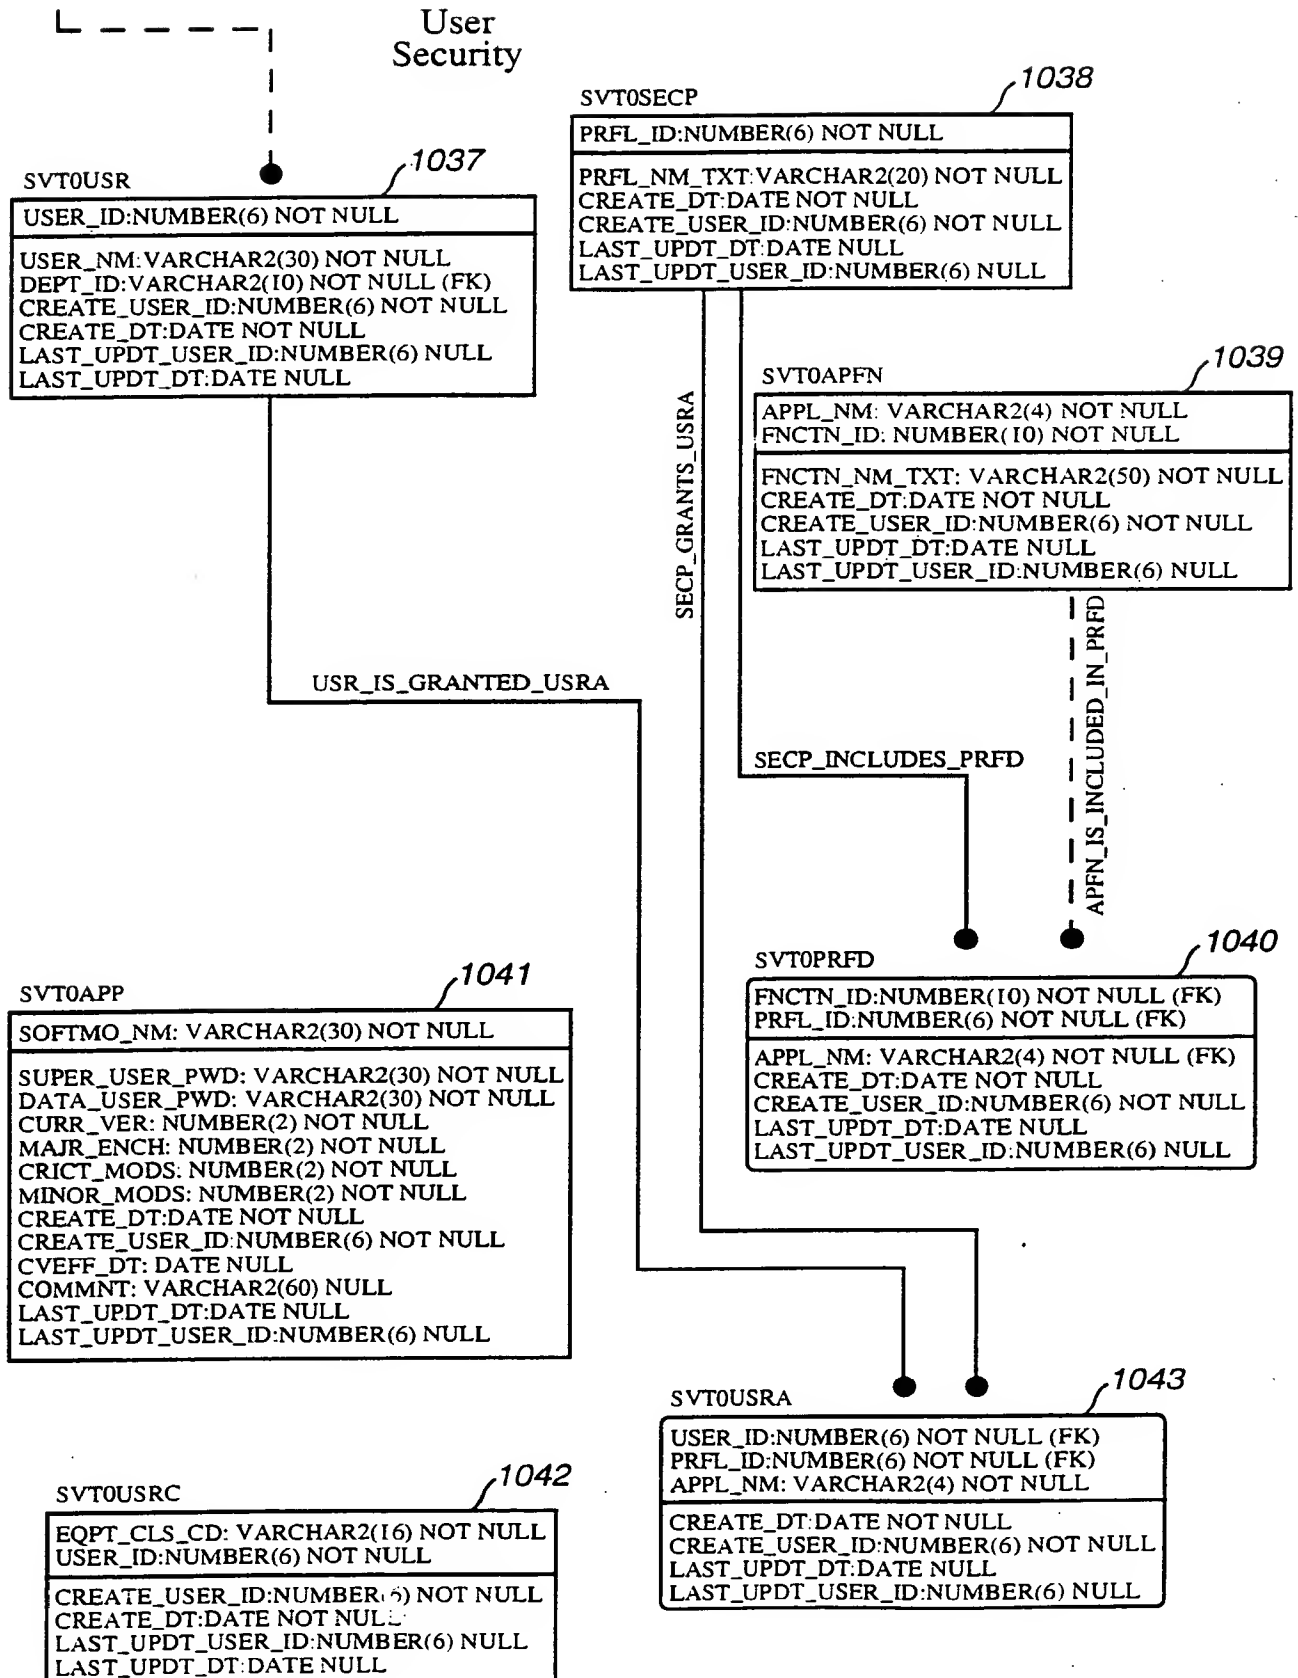 User
Security
1037
SVT0USR
USER_ID:NUMBER(6) NOT NULL
USER_NM:VARCHAR2(30) NOT NULL
DEPT_ID:VARCHAR2(10) NOT NULL (FK)
CREATE_USER_ID:NUMBER(6) NOT NULL
CREATE_DT:DATE NOT NULL
LAST_UPDT_USER_ID:NUMBER(6) NULL
LAST_UPDT_DT:DATE NULL
1038
SVT0SECP
PRFL_ID:NUMBER(6) NOT NULL
PRFL_NM_TXT:VARCHAR2(20) NOT NULL
CREATE_DT:DATE NOT NULL
CREATE_USER_ID:NUMBER(6) NOT NULL
LAST_UPDT_DT:DATE NULL
LAST_UPDT_USER_ID:NUMBER(6) NULL
1039
SVT0APFN
APPL_NM: VARCHAR2(4) NOT NULL
FNCTN_ID: NUMBER(10) NOT NULL
FNCTN_NM_TXT: VARCHAR2(50) NOT NULL
CREATE_DT:DATE NOT NULL
CREATE_USER_ID:NUMBER(6) NOT NULL
LAST_UPDT_DT:DATE NULL
LAST_UPDT_USER_ID:NUMBER(6) NULL
SECP_GRANTS_USRA
USR_IS_GRANTED_USRA
SECP_INCLUDES_PRFD
APFN_IS_INCLUDED_IN_PRFD
1040
SVT0PRFD
FNCTN_ID:NUMBER(10) NOT NULL (FK)
PRFL_ID:NUMBER(6) NOT NULL (FK)
APPL_NM: VARCHAR2(4) NOT NULL (FK)
CREATE_DT:DATE NOT NULL
CREATE_USER_ID:NUMBER(6) NOT NULL
LAST_UPDT_DT:DATE NULL
LAST_UPDT_USER_ID:NUMBER(6) NULL
1041
SVT0APP
SOFTMO_NM: VARCHAR2(30) NOT NULL
SUPER_USER_PWD: VARCHAR2(30) NOT NULL
DATA_USER_PWD: VARCHAR2(30) NOT NULL
CURR_VER: NUMBER(2) NOT NULL
MAJR_ENCH: NUMBER(2) NOT NULL
CRICT_MODS: NUMBER(2) NOT NULL
MINOR_MODS: NUMBER(2) NOT NULL
CREATE_DT:DATE NOT NULL
CREATE_USER_ID:NUMBER(6) NOT NULL
CVEFF_DT: DATE NULL
COMMNT: VARCHAR2(60) NULL
LAST_UPDT_DT:DATE NULL
LAST_UPDT_USER_ID:NUMBER(6) NULL
1043
SVT0USRA
USER_ID:NUMBER(6) NOT NULL (FK)
PRFL_ID:NUMBER(6) NOT NULL (FK)
APPL_NM: VARCHAR2(4) NOT NULL
CREATE_DT:DATE NOT NULL
CREATE_USER_ID:NUMBER(6) NOT NULL
LAST_UPDT_DT:DATE NULL
LAST_UPDT_USER_ID:NUMBER(6) NULL
1042
SVT0USRC
EQPT_CLS_CD: VARCHAR2(16) NOT NULL
USER_ID:NUMBER(6) NOT NULL
CREATE_USER_ID:NUMBER(6) NOT NULL
CREATE_DT:DATE NOT NULL
LAST_UPDT_USER_ID:NUMBER(6) NULL
LAST_UPDT_DT:DATE NULL